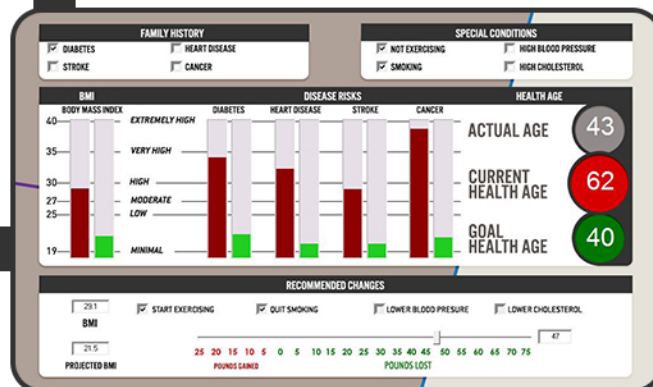 FAMILY HISTORY
DIABETES HEART DISEASE
STROKE CANCER
SPECIAL CONDITIONS
NOT EXERCISING HIGH BLOOD PRESSURE
SMOKING HIGH CHOLESTEROL
BMI DISEASE RISKS HEALTH AGE
BODY MASS INDEX DIABETES HEART DISEASE STROKE CANCER
40 EXTREMELY HIGH
35 VERY HIGH
30 HIGH
27 MODERATE
25 LOW
19 MINIMAL
ACTUAL AGE 43
CURRENT HEALTH AGE 62
GOAL HEALTH AGE 40
RECOMMENDED CHANGES
29.1
BMI
21.5
PROJECTED BMI
START EXERCISING QUIT SMOKING LOWER BLOOD PRESURE LOWER CHOLESTEROL
47
25 20 15 10 5 0 5 10 15 20 25 30 35 40 45 50 55 60 65 70 75
POUNDS GAINED POUNDS LOST